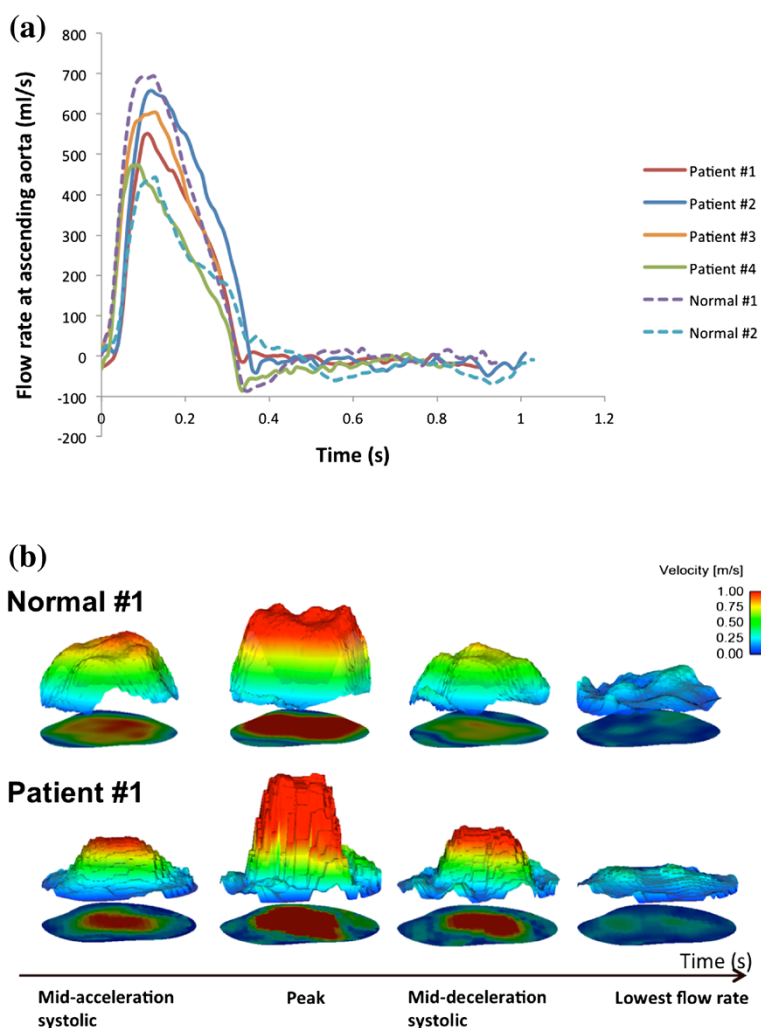 (a)
800
700
600
500
400
300
200
100
0
-100
-200
Flow rate at ascending aorta (ml/s)
0
0.2
0.4
0.6
0.8
1
1.2
Time (s)
Patient #1
Patient #2
Patient #3
Patient #4
Normal #1
Normal #2
(b)
Velocity [m/s]
1.00
0.75
0.50
0.25
0.00
Normal #1
Patient #1
Time (s)
Mid-acceleration
systolic
Peak
Mid-deceleration
systolic
Lowest flow rate